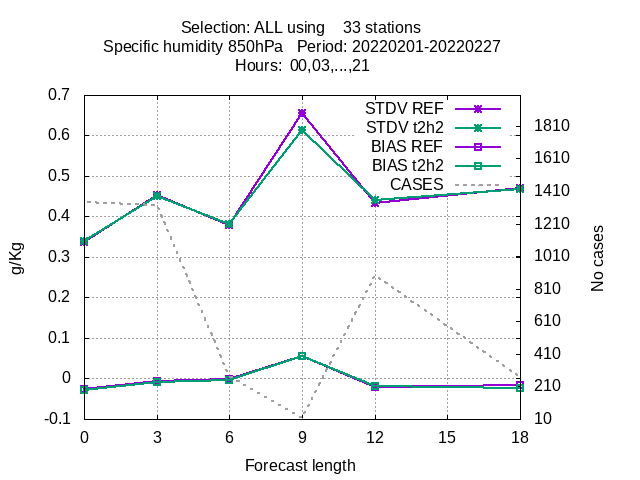 Selection: ALL using    33 stations
Specific humidity 850hPa   Period: 20220201-20220227
Hours:  00,03,...,21
STDV REF
STDV t2h2
BIAS REF
BIAS t2h2
CASES
g/Kg
0.7
0.6
0.5
0.4
0.3
0.2
0.1
0
-0.1
1810
1610
1410
1210
1010
810
610
410
210
10
No cases
0 3 6 9 12 15 18
Forecast length